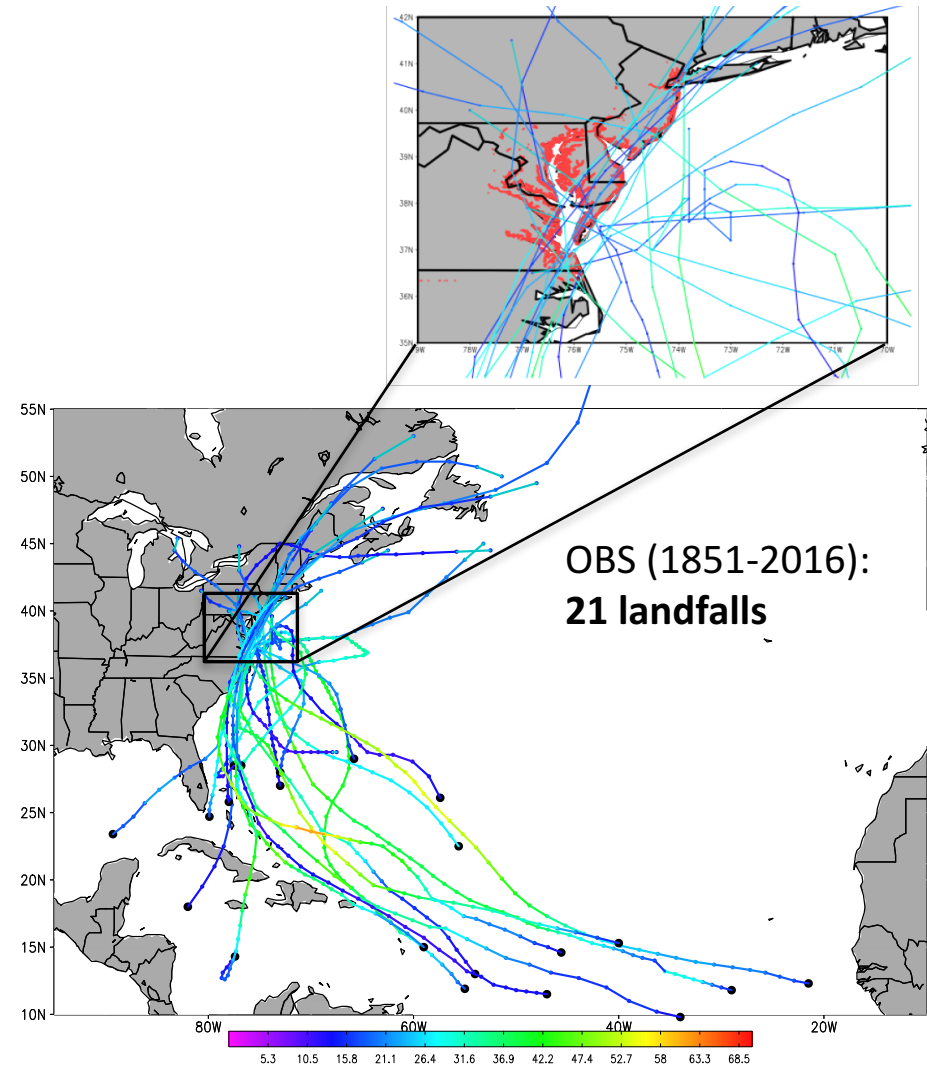 42N
41N
40N
39N
38N
37N
36N
35N
9W 78W 77W 76W 75W 74W 73W 72W 71W 70W
55N
50N
45N
40N
35N
30N
25N
20N
15N
10N
OBS (1851-2016):
21 landfalls
80W 60W 40W 20W
5.3 10.5 15.8 21.1 26.4 31.6 36.9 42.2 47.4 52.7 58 63.3 68.5